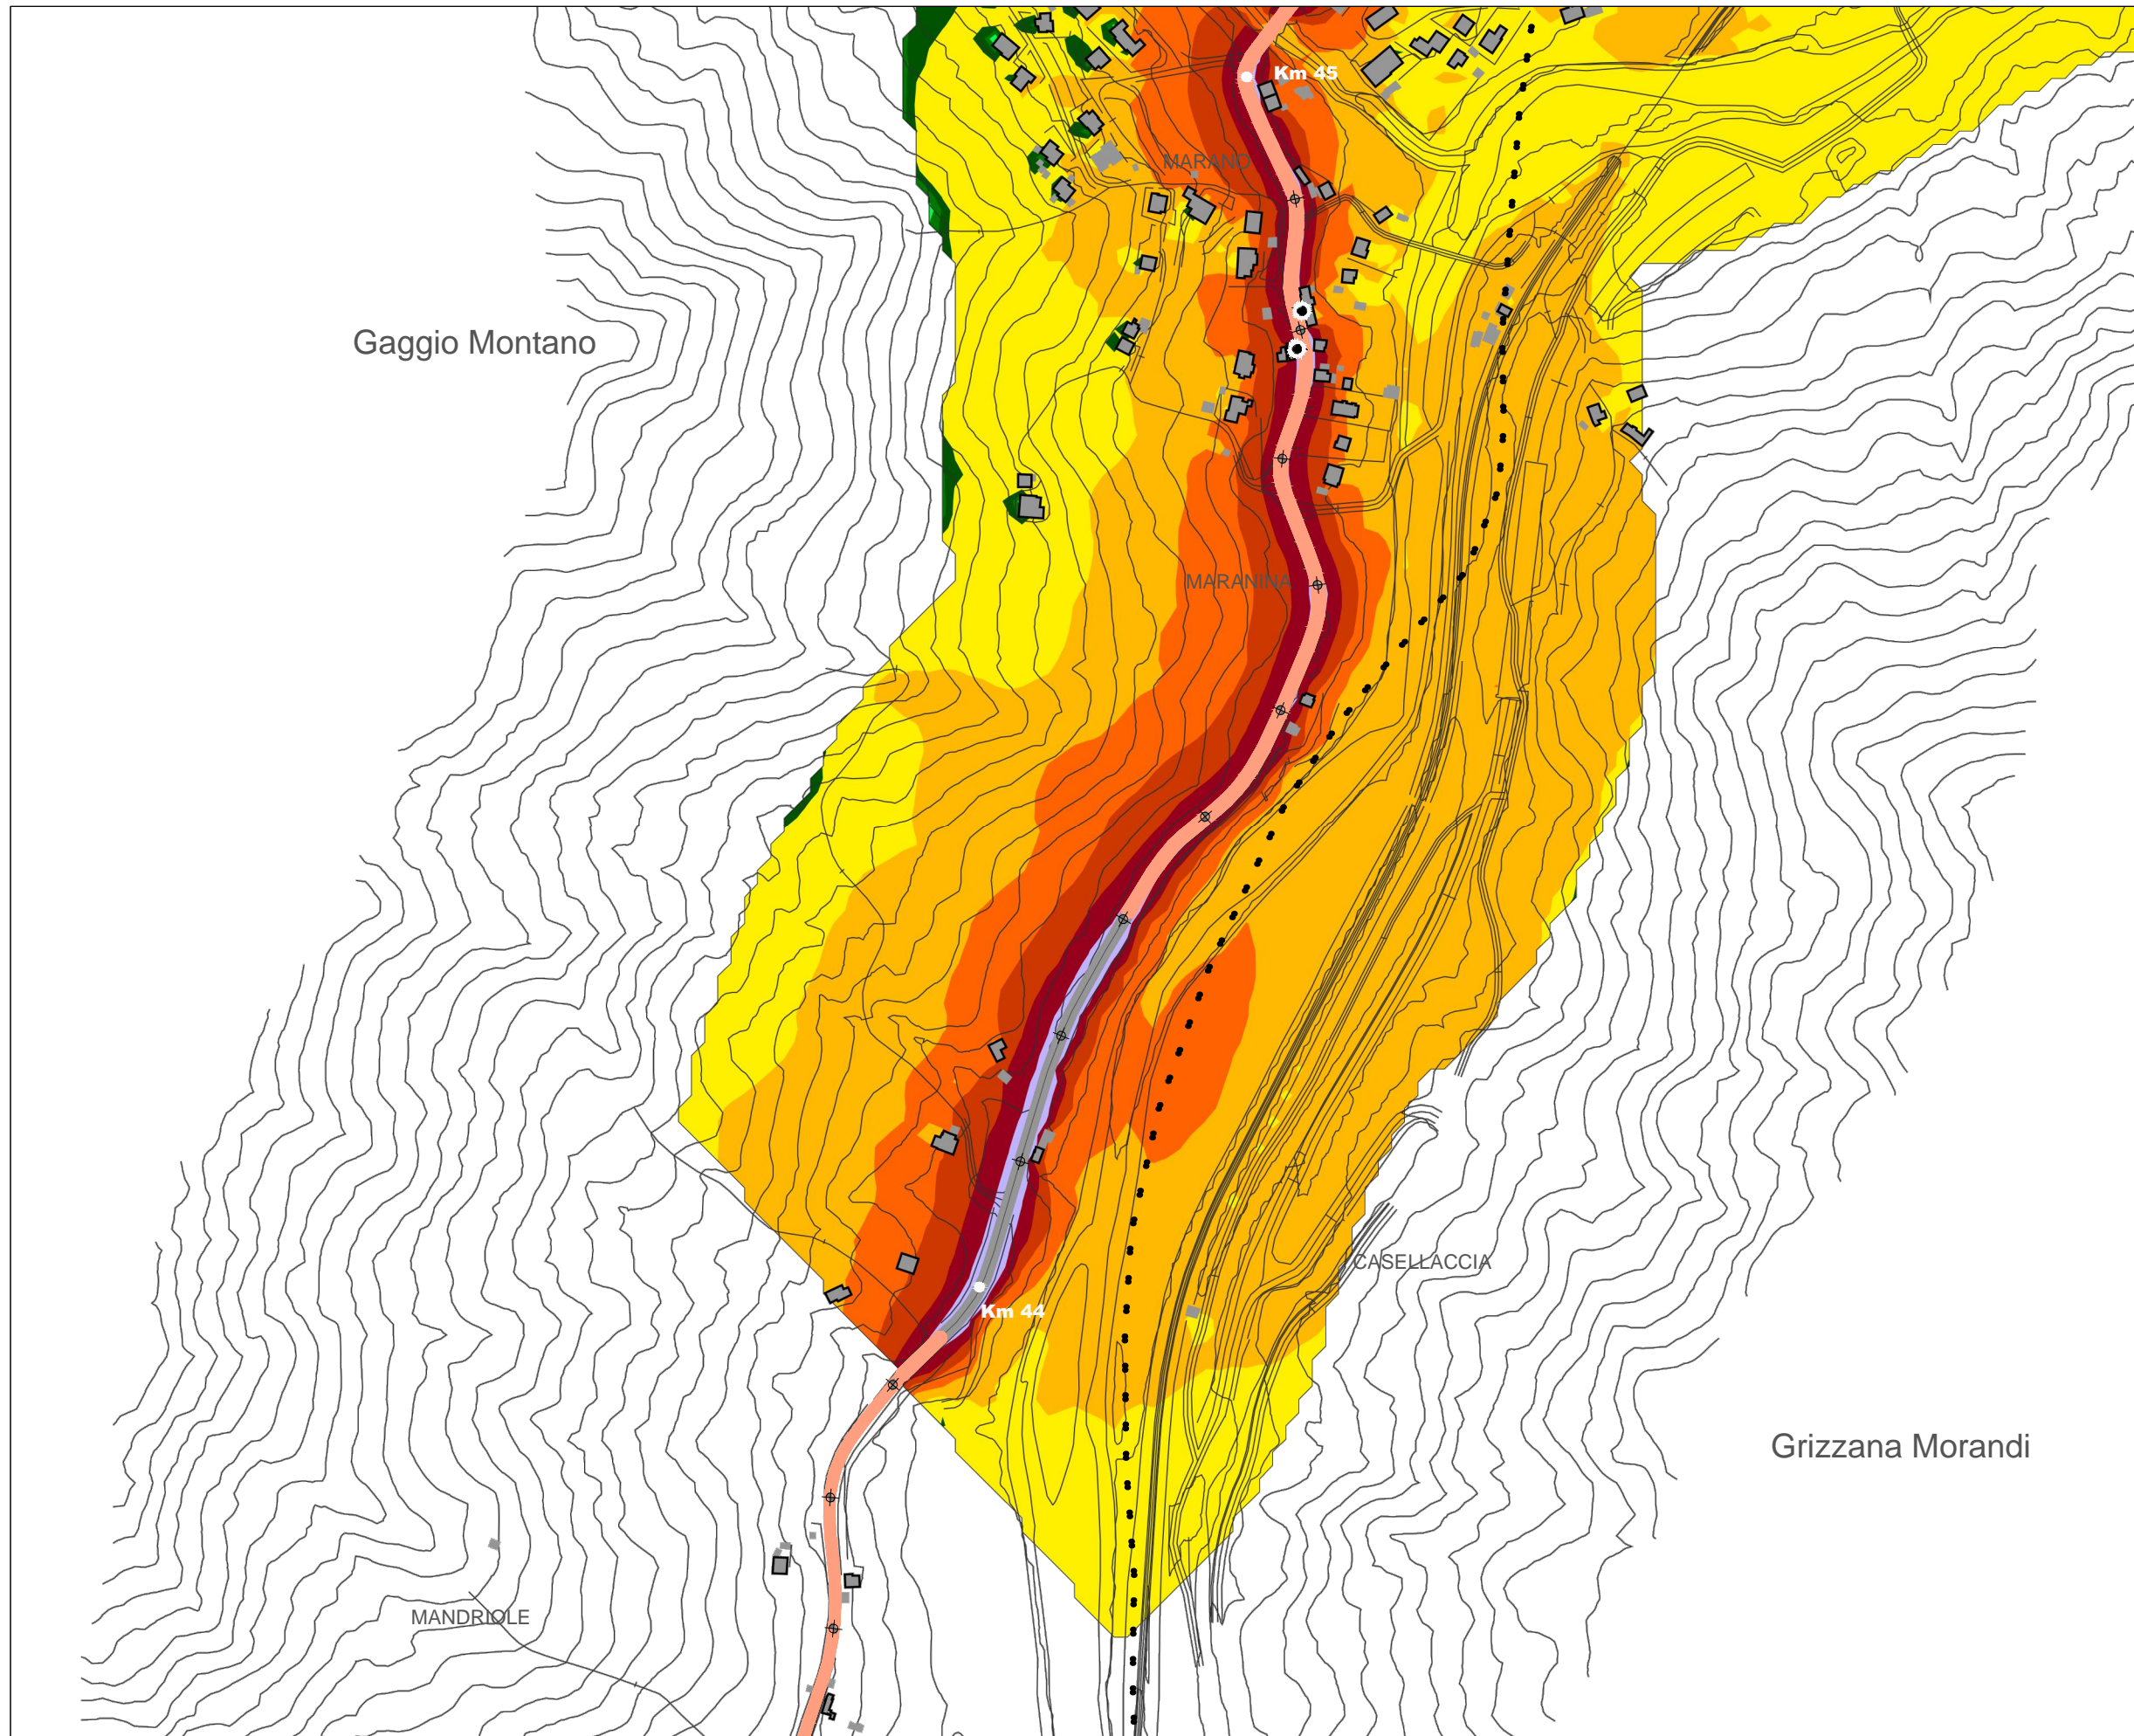 Km 45
MARANO
Gaggio Montano
MARANINA
CASELLACCIA
Km 44
Grizzana Morandi
MANDRIOLE